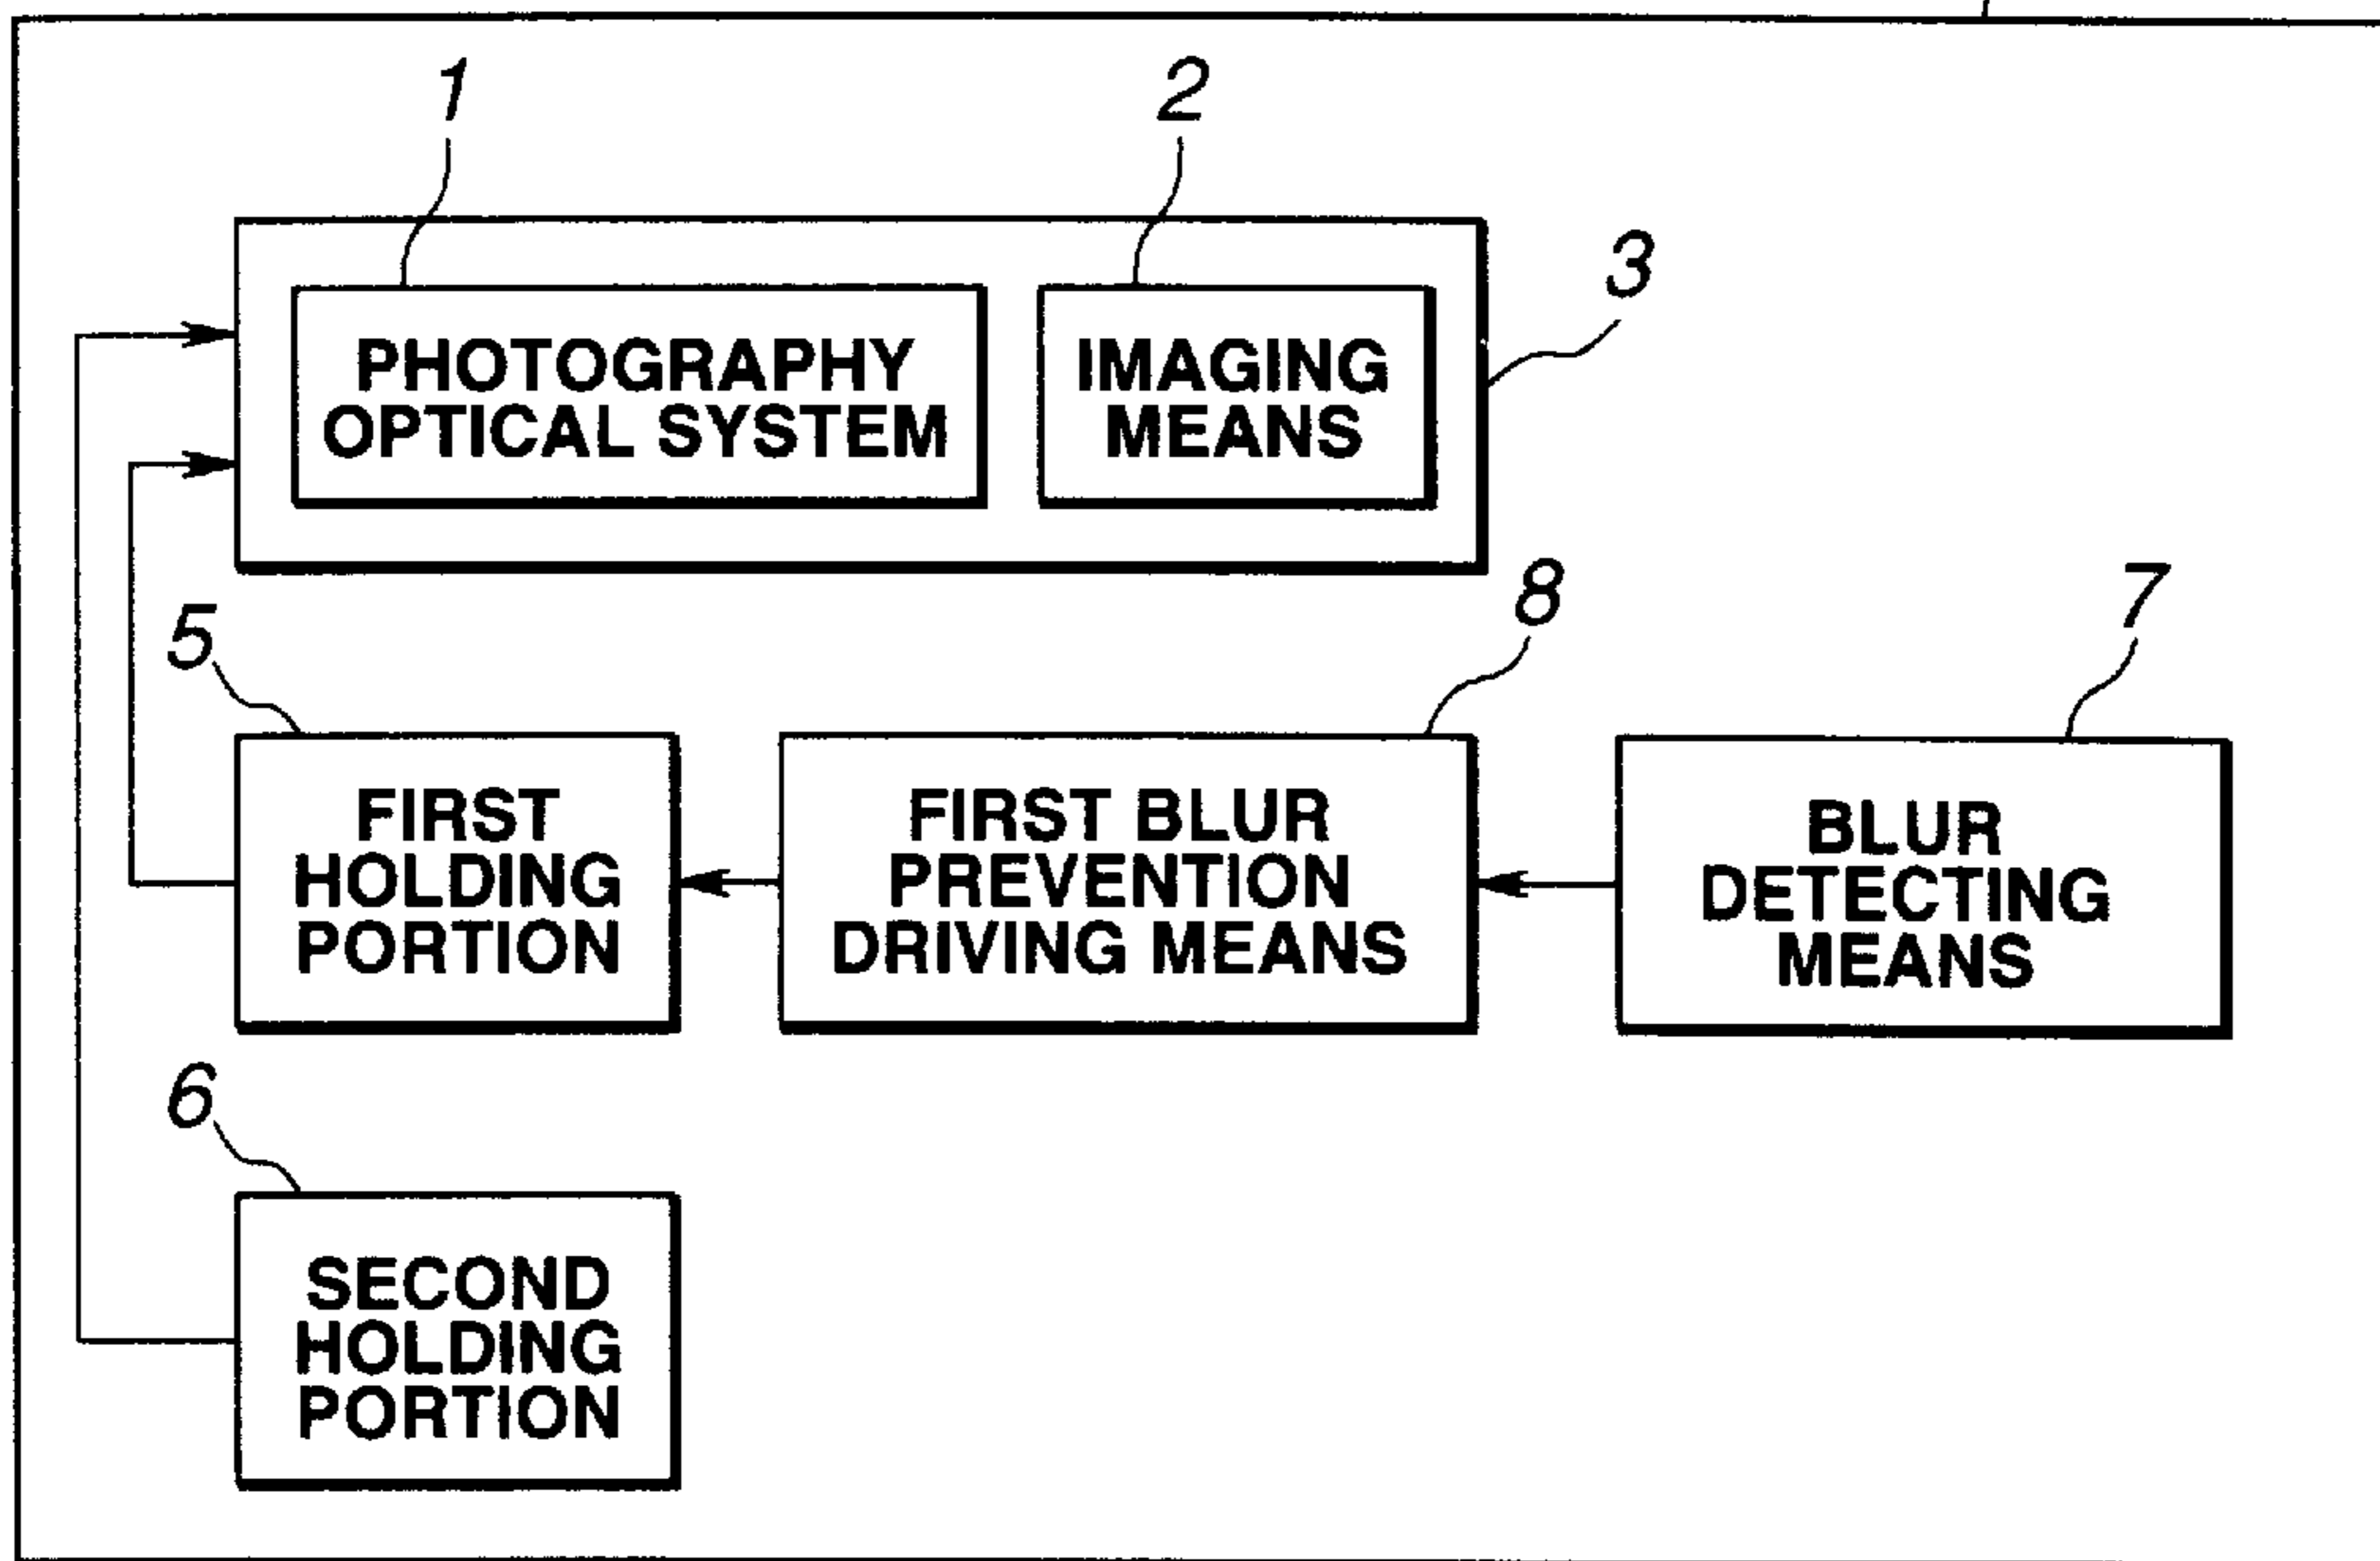 1
2
3
PHOTOGRAPHY
OPTICAL SYSTEM
IMAGING
MEANS
5
8
7
FIRST
HOLDING
PORTION
FIRST BLUR
PREVENTION
DRIVING MEANS
BLUR
DETECTING
MEANS
6
SECOND
HOLDING
PORTION